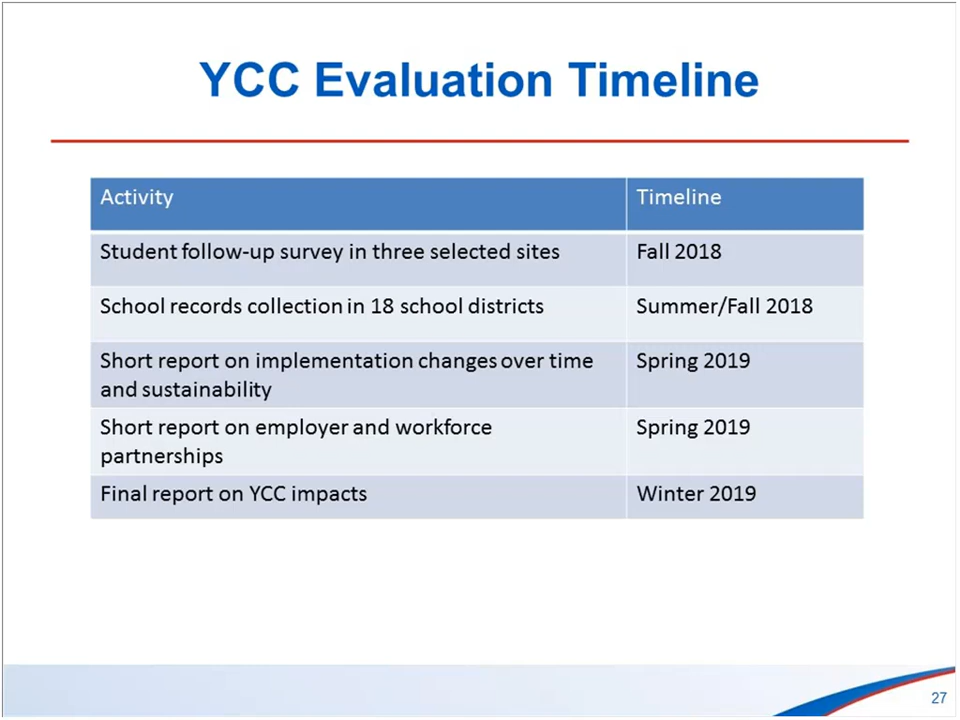 YCC Evaluation Timeline
Activity Timeline
Student follow-up survey in three selected sites Fall 2018
School records collection in 18 school districts Summer/Fall 2018
Short report on implementation changes over time Spring 2019
and sustainability
Short report on employer and workforce Spring 2019
partnerships
Final report on YCC impacts Winter 2019
27